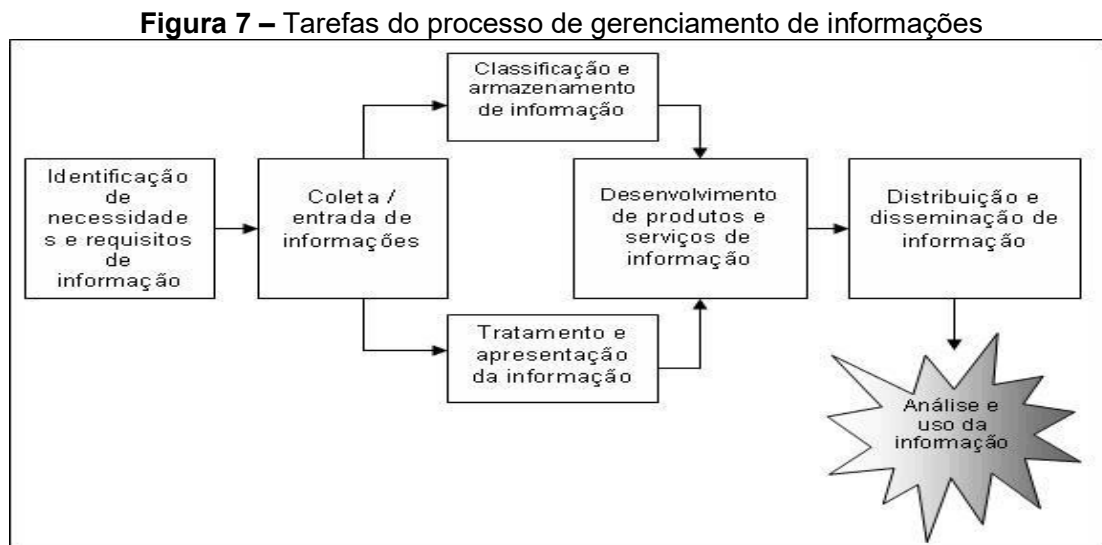 Figura 7 – Tarefas do processo de gerenciamento de informações
Classificação e
armazenamento
de informação
Identificação
de
necessidade
s e requisitos
de
informação
Coleta /
entrada de
informações
Desenvolvimento
de produtos e
serviços de
informação
Distribuição e
disseminação de
informação
Tratamento e
apresentação
da informação
Análise e
uso da
informação